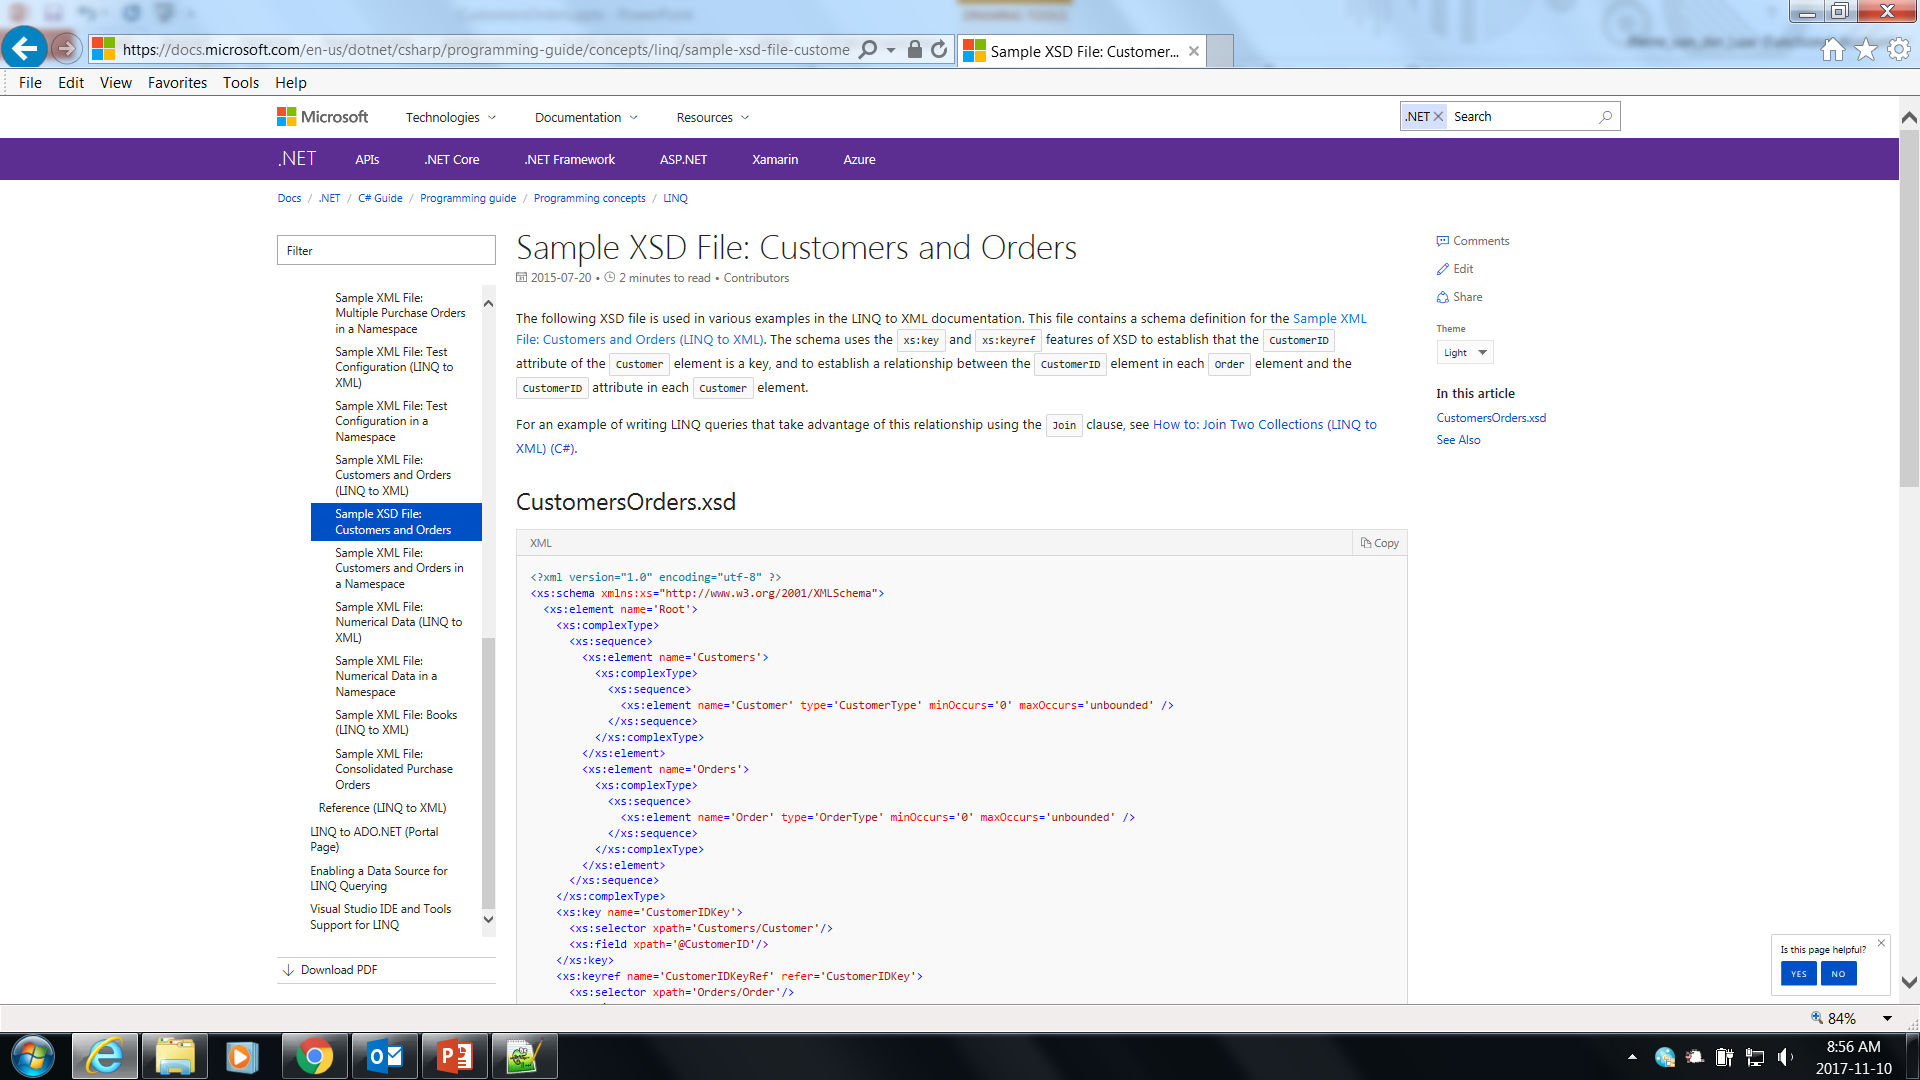 https://docs.microsoft.com/en-us/dotnet/csharp/programming-guide/concepts/linq/sample-xsd-file-custome
Sample XSD File: Customer...
File Edit View Favorites Tools Help
Microsoft Technologies Documentation Resources
.NET Search
.NET APIs .NET Core .NET Framework ASP.NET Xamarin Azure
Docs / .NET / C# Guide / Programming guide / Programming concepts / LINQ
Filter
Sample XML File:
Multiple Purchase Orders
in a Namespace
Sample XML File: Test
Configuration (LINQ to
XML)
Sample XML File: Test
Configuration in a
Namespace
Sample XML File:
Customers and Orders
(LINQ to XML)
Sample XSD File:
Customers and Orders
Sample XML File:
Customers and Orders in
a Namespace
Sample XML File:
Numerical Data (LINQ to
XML)
Sample XML File:
Numerical Data in a
Namespace
Sample XML File: Books
(LINQ to XML)
Sample XML File:
Consolidated Purchase
Orders
Reference (LINQ to XML)
LINQ to ADO.NET (Portal
Page)
Enabling a Data Source for
LINQ Querying
Visual Studio IDE and Tools
Support for LINQ
Download PDF
Sample XSD File: Customers and Orders
2015-07-20 • 2 minutes to read • Contributors
The following XSD file is used in various examples in the LINQ to XML documentation. This file contains a schema definition for the Sample XML
File: Customers and Orders (LINQ to XML). The schema uses the xs:key and xs:keyref features of XSD to establish that the CustomerID
attribute of the Customer element is a key, and to establish a relationship between the CustomerID element in each Order element and the
CustomerID attribute in each Customer element.
For an example of writing LINQ queries that take advantage of this relationship using the Join clause, see How to: Join Two Collections (LINQ to
XML) (C#).
CustomersOrders.xsd
XML Copy
<?xml version="1.0" encoding="utf-8" ?>
<xs:schema xmlns:xs="http://www.w3.org/2001/XMLSchema">
<xs:element name='Root'>
<xs:complexType>
<xs:sequence>
<xs:element name='Customers'>
<xs:complexType>
<xs:sequence>
<xs:element name='Customer' type='CustomerType' minOccurs='0' maxOccurs='unbounded' />
</xs:sequence>
</xs:complexType>
</xs:element>
<xs:element name='Orders'>
<xs:complexType>
<xs:sequence>
<xs:element name='Order' type='OrderType' minOccurs='0' maxOccurs='unbounded' />
</xs:sequence>
</xs:complexType>
</xs:element>
</xs:sequence>
</xs:complexType>
<xs:key name='CustomerIDKey'>
<xs:selector xpath='Customers/Customer'/>
<xs:field xpath='@CustomerID'/>
</xs:key>
<xs:keyref name='CustomerIDKeyRef' refer='CustomerIDKey'>
<xs:selector xpath='Orders/Order'/>
Comments
Edit
Share
Theme
Light
In this article
CustomersOrders.xsd
See Also
Is this page helpful?
YES NO
84%
8:56 AM
2017-11-10